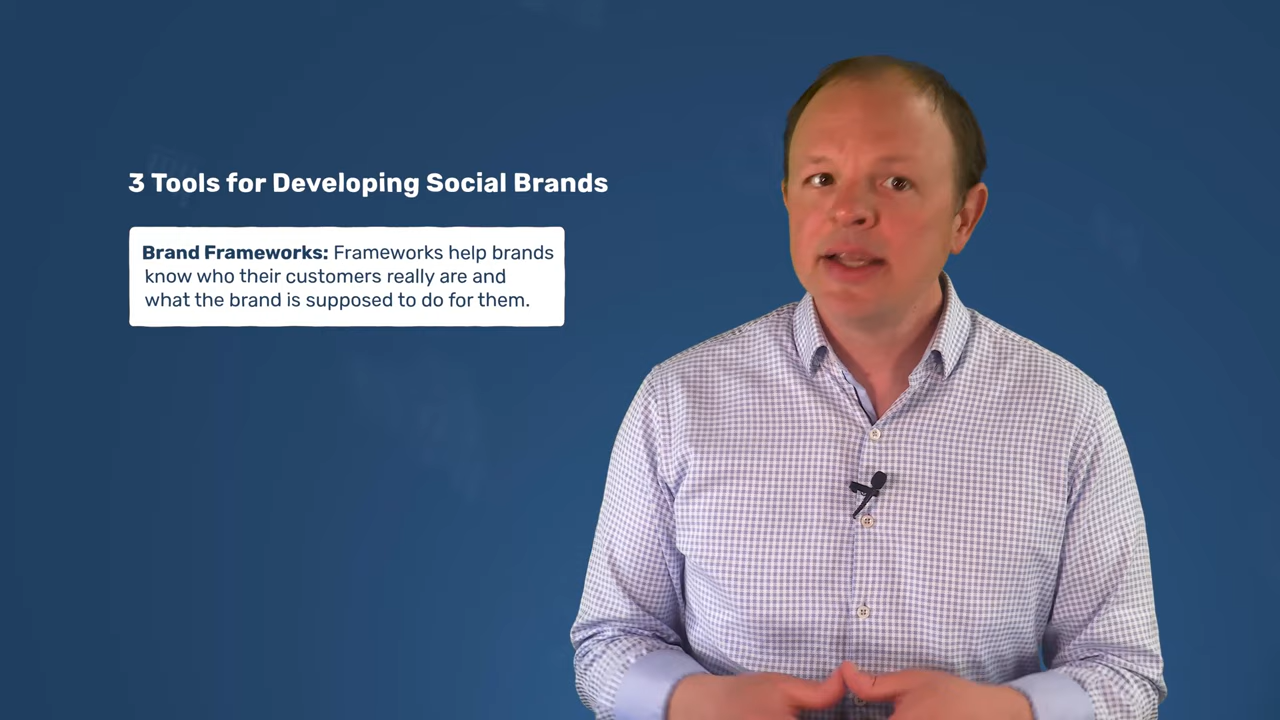 3 Tools for Developing Social Brands
Brand Frameworks: Frameworks help brands
know who their customers really are and
what the brand is supposed to do for them.